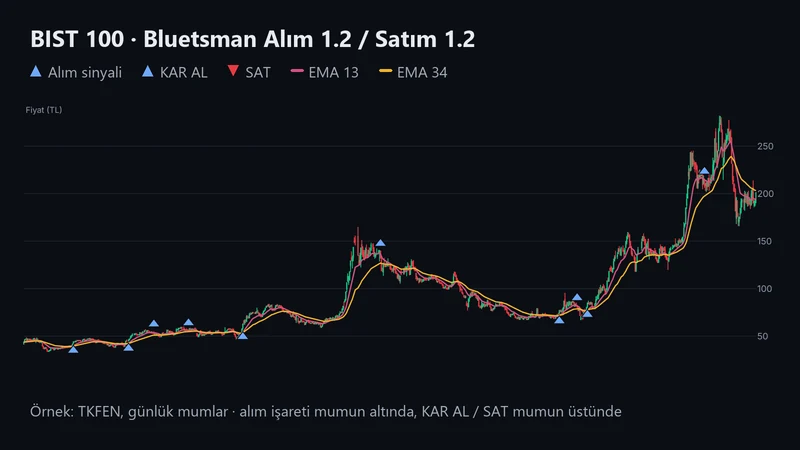 BIST 100 · Bluetsman Alım 1.2 / Satım 1.2
Alım sinyali KAR AL SAT EMA 13 EMA 34
Fiyat (TL)
250
200
150
100
50
Örnek: TKFEN, günlük mumlar · alım işareti mumun altında, KAR AL / SAT mumun üstünde